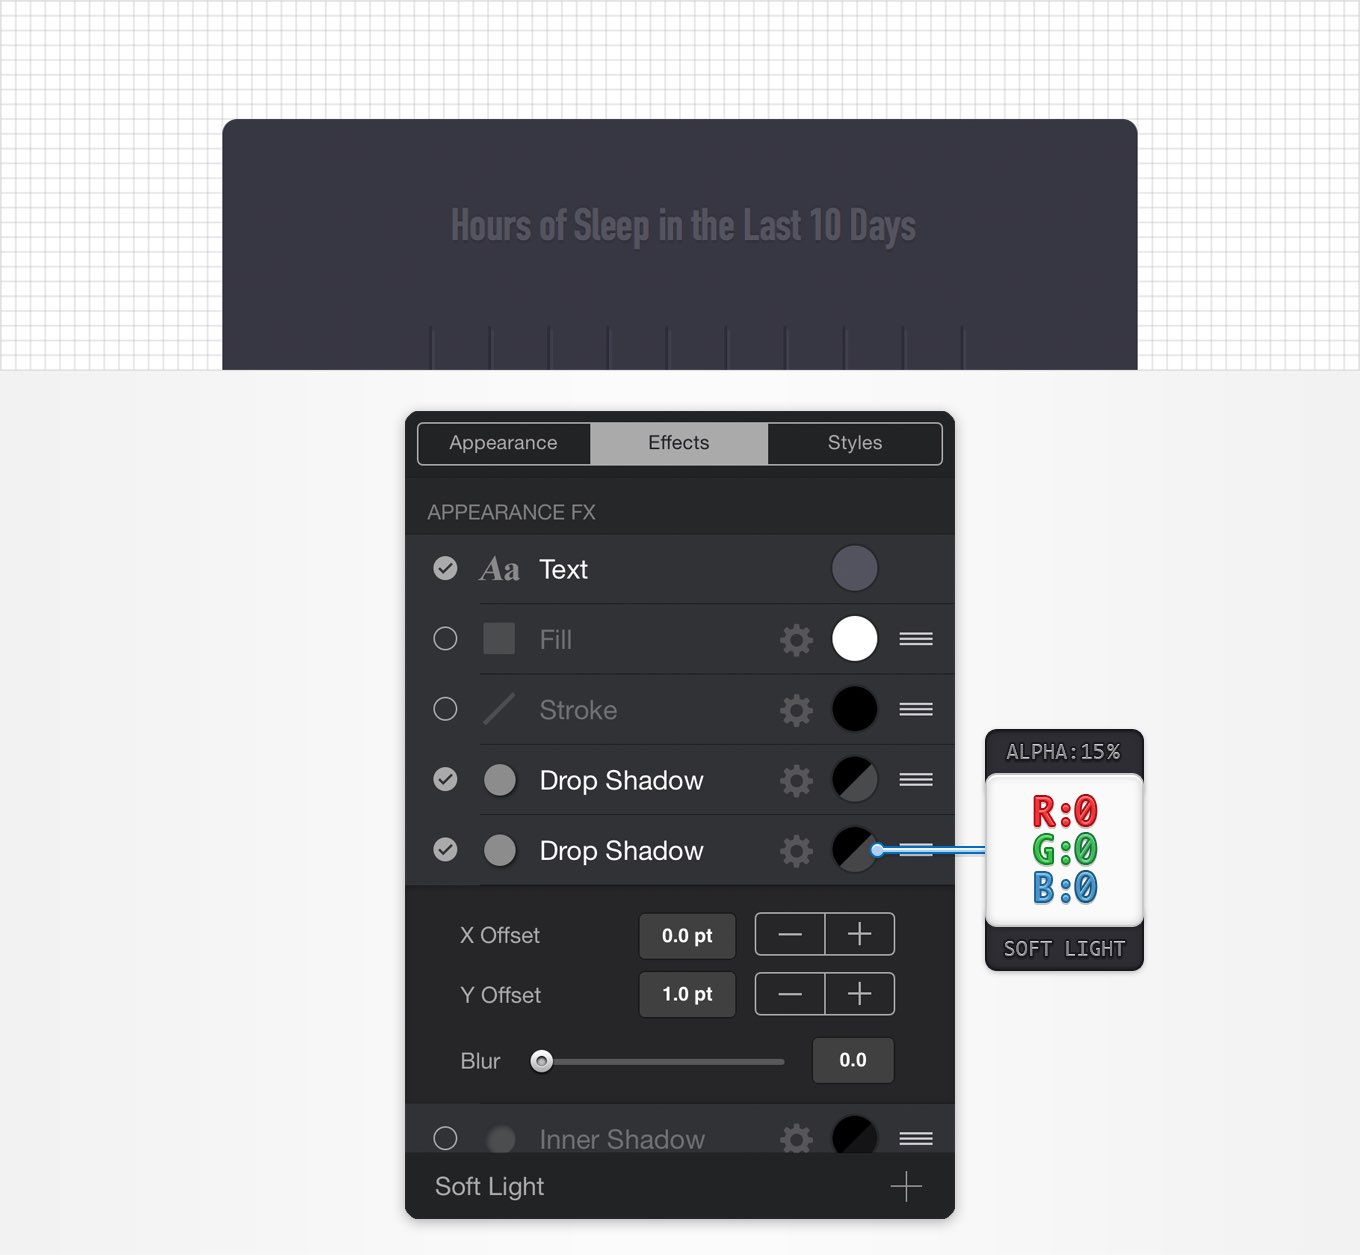 Hours of Sleep in the Last 10 Days
Appearance Effects Styles
APPEARANCE FX
Aa Text
Fill
Stroke
Drop Shadow
Drop Shadow
X Offset 0.0 pt
Y Offset 1.0 pt
Blur 0.0
Inner Shadow
Soft Light
ALPHA:15%
R:0
G:0
B:0
SOFT LIGHT